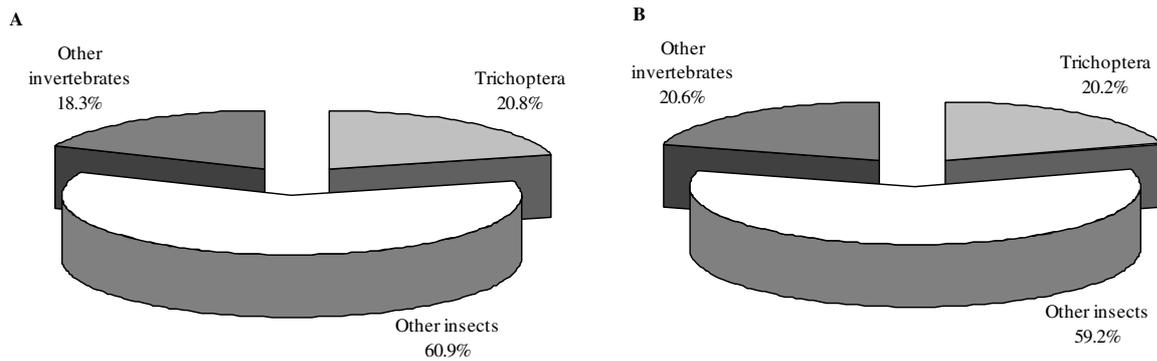 A
Other
invertebrates
18.3%
Trichoptera
20.8%
Other insects
60.9%
B
Other
invertebrates
20.6%
Trichoptera
20.2%
Other insects
59.2%